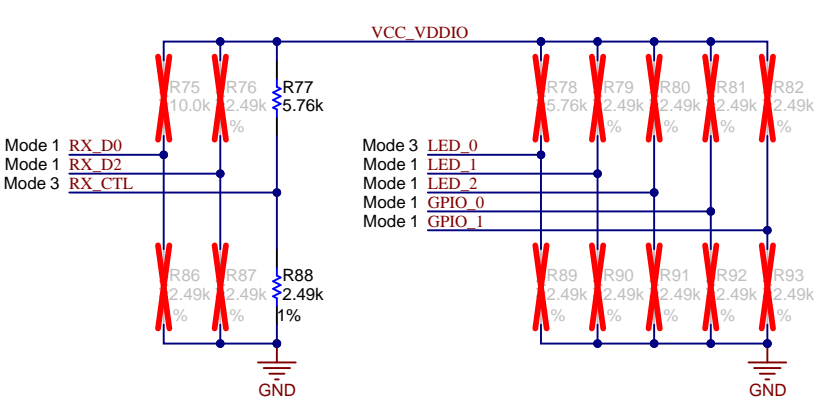 VCC_VDDIO
R75
10.0k
R76
2.49k
%
R77
5.76k
R78
5.76k
R79
2.49k
%
R80
2.49k
%
R81
2.49k
%
R82
2.49k
Mode 1 RX_D0
Mode 1 RX_D2
Mode 3 RX_CTL
Mode 3 LED_0
Mode 1 LED_1
Mode 1 LED_2
Mode 1 GPIO_0
Mode 1 GPIO_1
R86
2.49k
%
R87
2.49k
%
R88
2.49k
1%
R89
2.49k
%
R90
2.49k
%
R91
2.49k
%
R92
2.49k
%
R93
2.49k
%
GND
GND